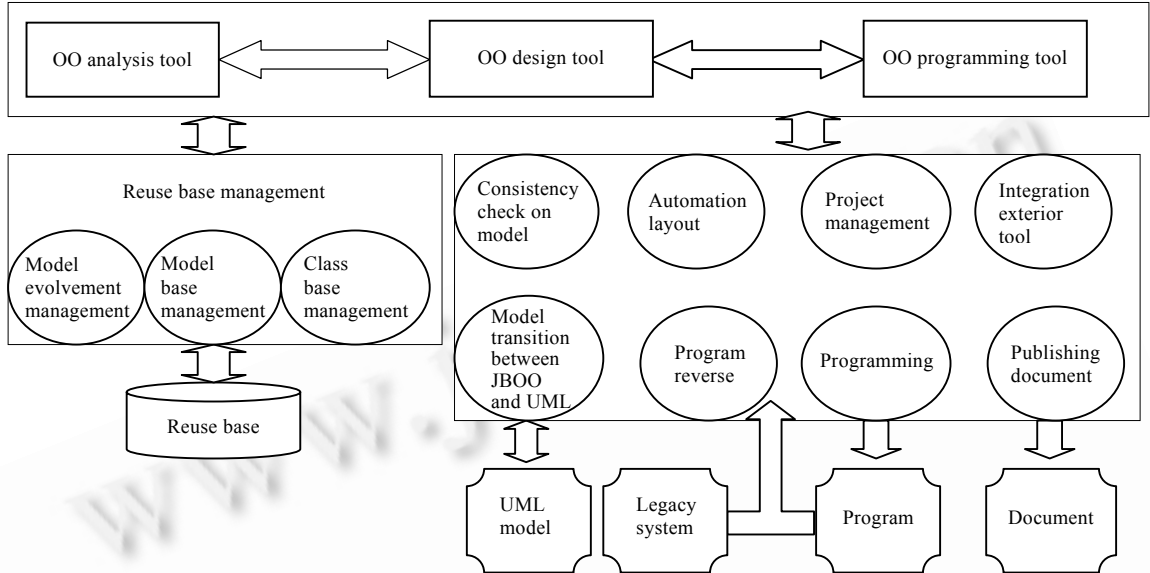 OO analysis tool
OO design tool
OO programming tool
Reuse base management
Model
evolvement
management
Model
base
management
Class
base
management
Reuse base
Consistency
check on
model
Automation
layout
Project
management
Integration
exterior
tool
Model
transition
between
JBOO
and UML
Program
reverse
Programming
Publishing
document
UML
model
Legacy
system
Program
Document